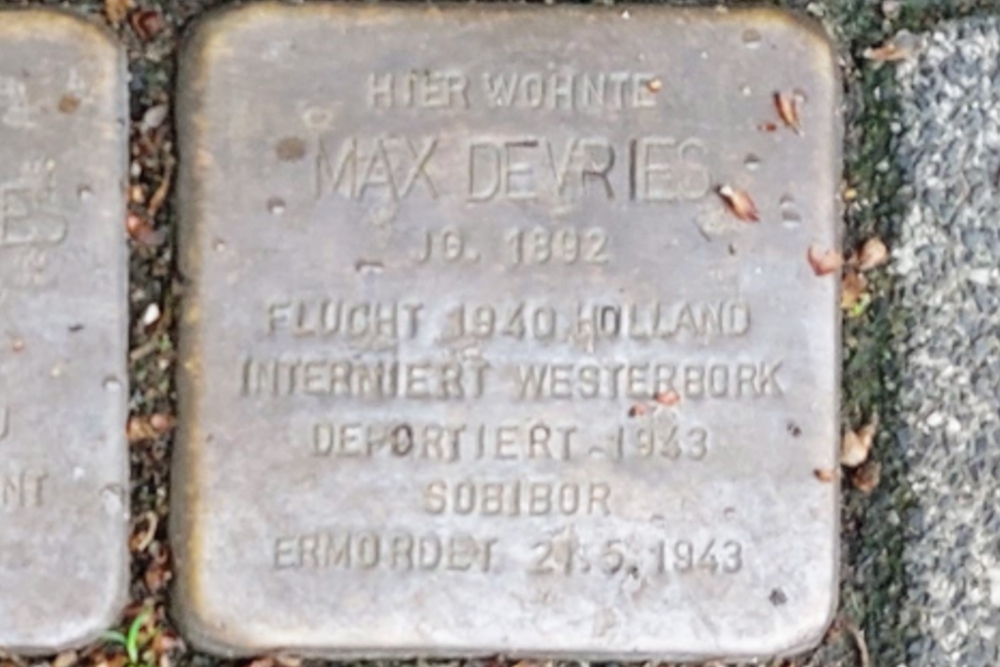 HIER WOHNTE
MAX DEVRIES
JG. 1892
FLUCHT 1940 HOLLAND
INTERNIERT WESTERBORK
DEPORTIERT 1943
SOBIBOR
ERMORDET 21.5.1943